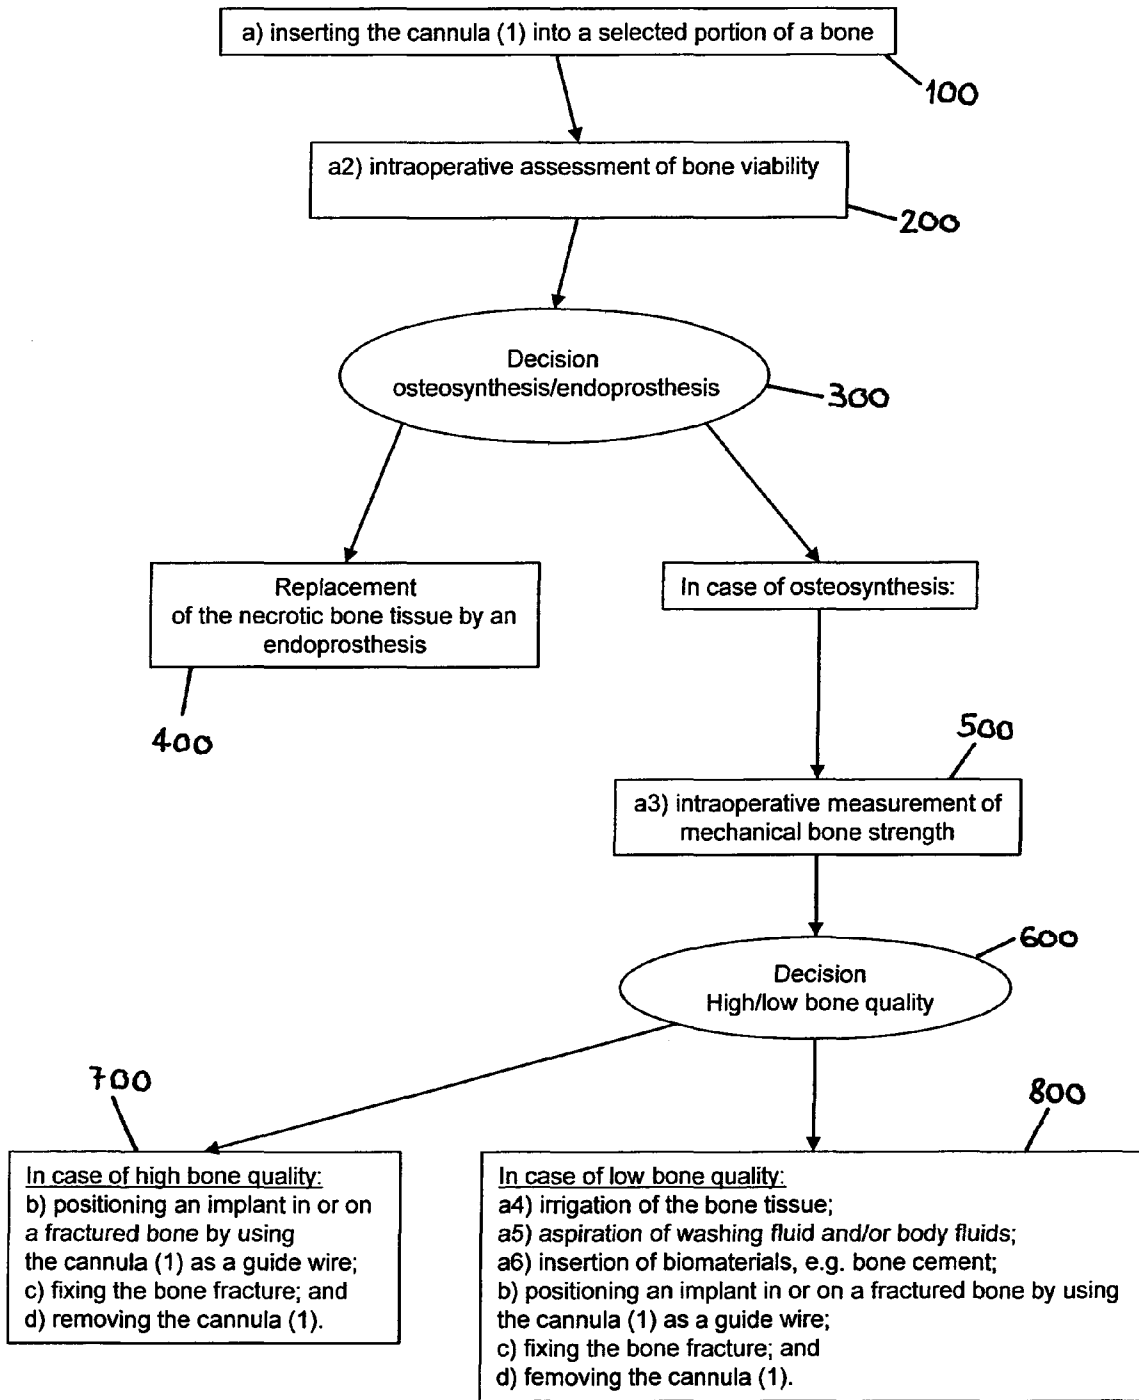 a) inserting the cannula (1) into a selected portion of a bone
100
a2) intraoperative assessment of bone viability
200
Decision
osteosynthesis/endoprosthesis
300
Replacement
of the necrotic bone tissue by an
endoprosthesis
400
In case of osteosynthesis:
500
a3) intraoperative measurement of
mechanical bone strength
600
Decision
High/low bone quality
700
In case of high bone quality:
b) positioning an implant in or on
a fractured bone by using
the cannula (1) as a guide wire;
c) fixing the bone fracture; and
d) removing the cannula (1).
800
In case of low bone quality:
a4) irrigation of the bone tissue;
a5) aspiration of washing fluid and/or body fluids;
a6) insertion of biomaterials, e.g. bone cement;
b) positioning an implant in or on a fractured bone by using
the cannula (1) as a guide wire;
c) fixing the bone fracture; and
d) femoving the cannula (1).